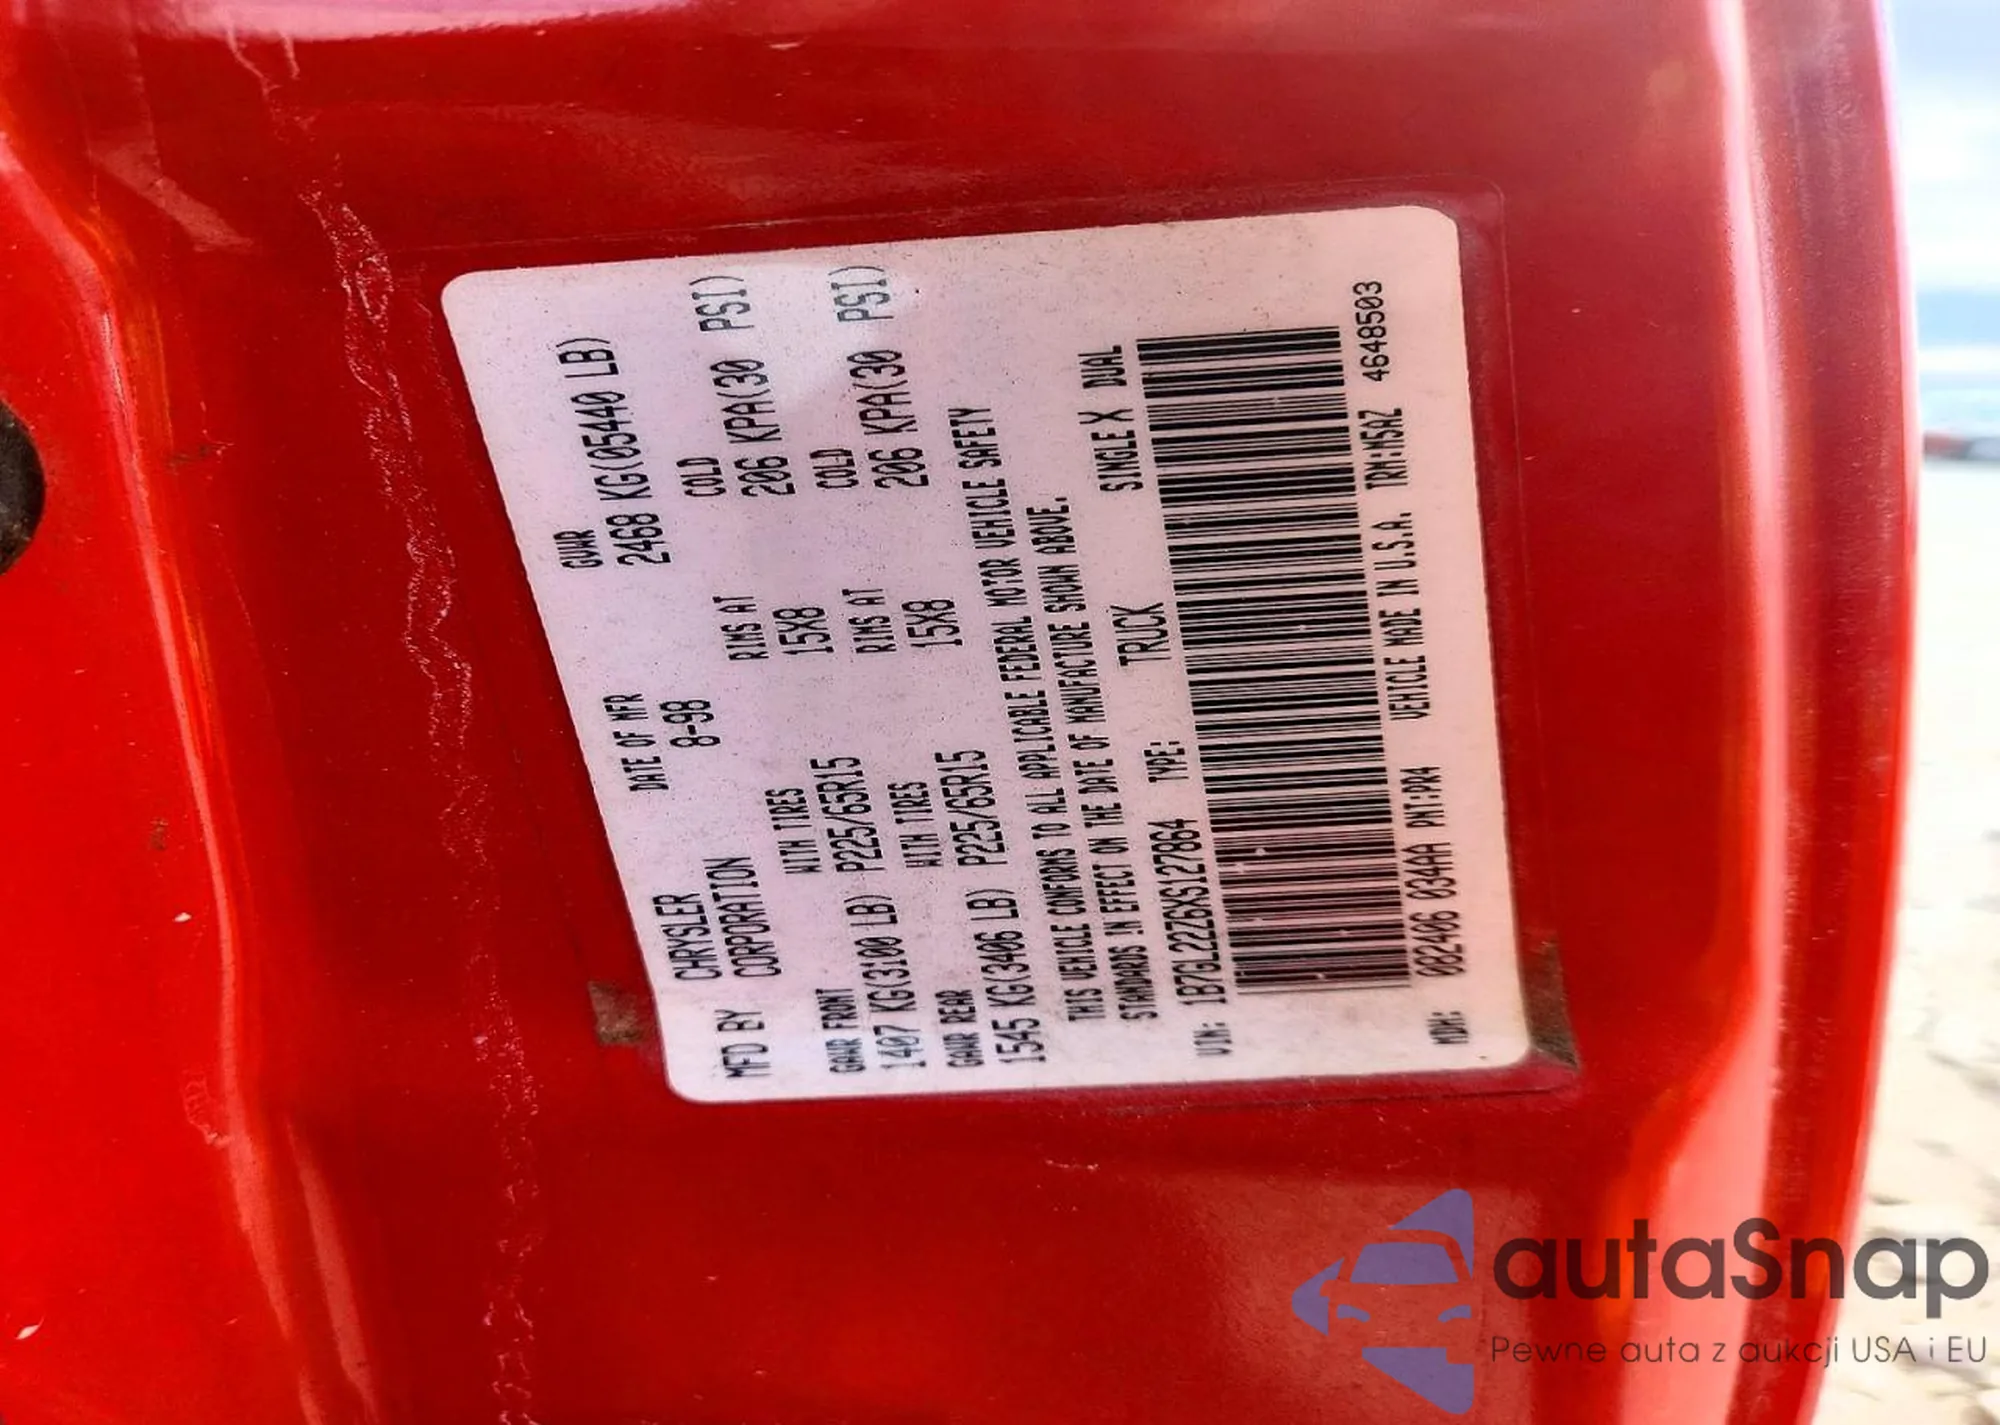 MFD BY CHRYSLER CORPORATION DATE OF MFR 8-98 GVWR 2468 KG(05440 LB)
GAWR FRONT WITH TIRES RIMS AT COLD
1407 KG(3100 LB) P225/65R15 15X8 206 KPA(30 PSI)
GAWR REAR WITH TIRES RIMS AT COLD
1545 KG(3406 LB) P225/65R15 15X8 206 KPA(30 PSI)
THIS VEHICLE CONFORMS TO ALL APPLICABLE FEDERAL MOTOR VEHICLE SAFETY
STANDARDS IN EFFECT ON THE DATE OF MANUFACTURE SHOWN ABOVE.
VIN: 1B7GL22Z6XS127864 TYPE: TRUCK SINGLE X DUAL
MDH: 082406 034AA PNT:PR4 VEHICLE MADE IN U.S.A. TRM:M5AZ 4648503
autaSnap
Pewne auta z aukcji USA i EU